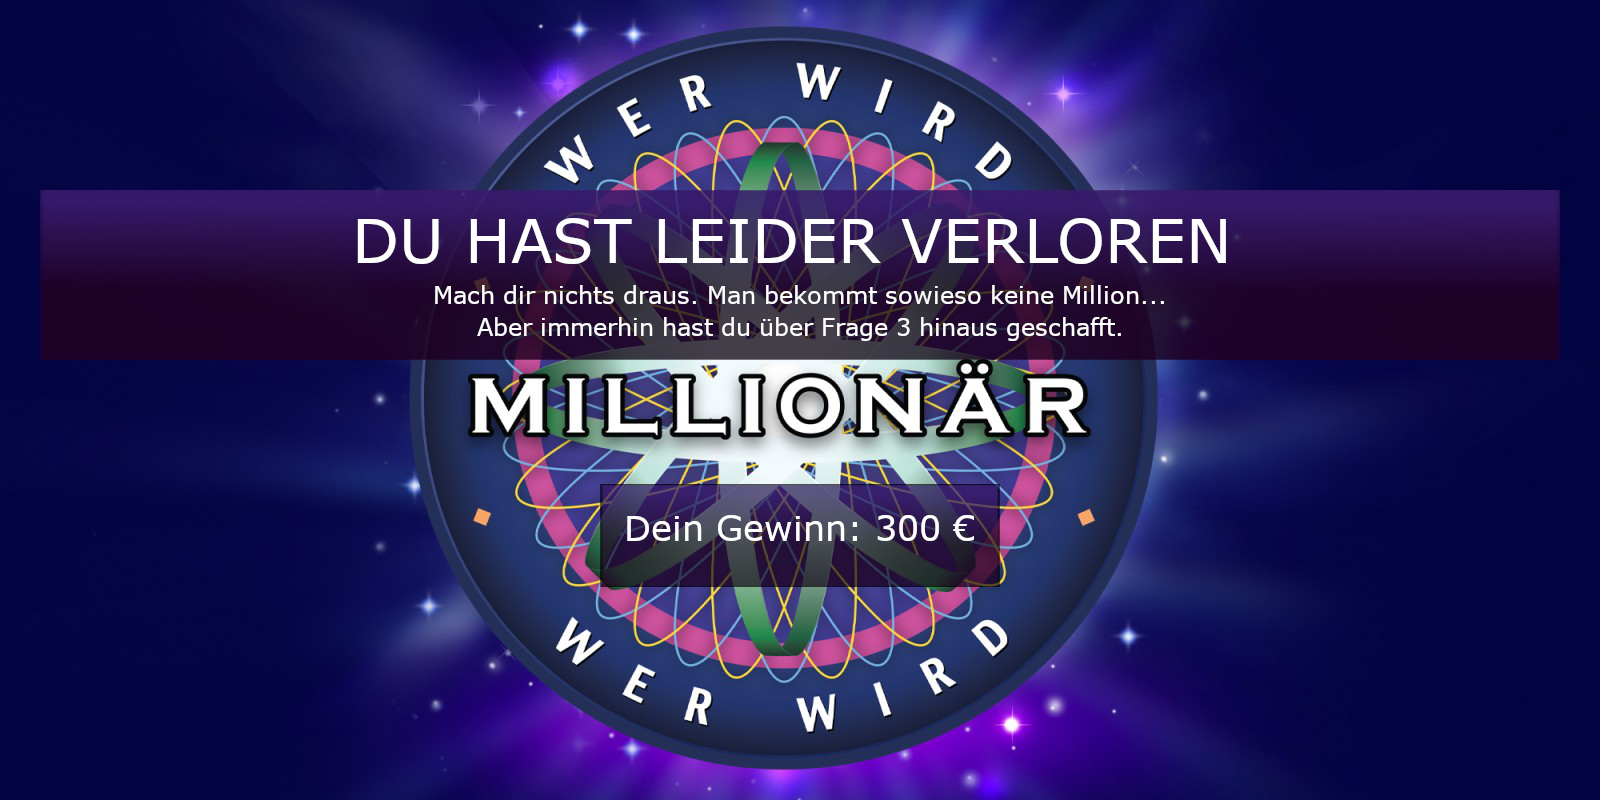 WER WIRD
DU HAST LEIDER VERLOREN
Mach dir nichts draus. Man bekommt sowieso keine Million...
Aber immerhin hast du über Frage 3 hinaus geschafft.
MILLIONÄR
Dein Gewinn: 300 €
WER WIRD